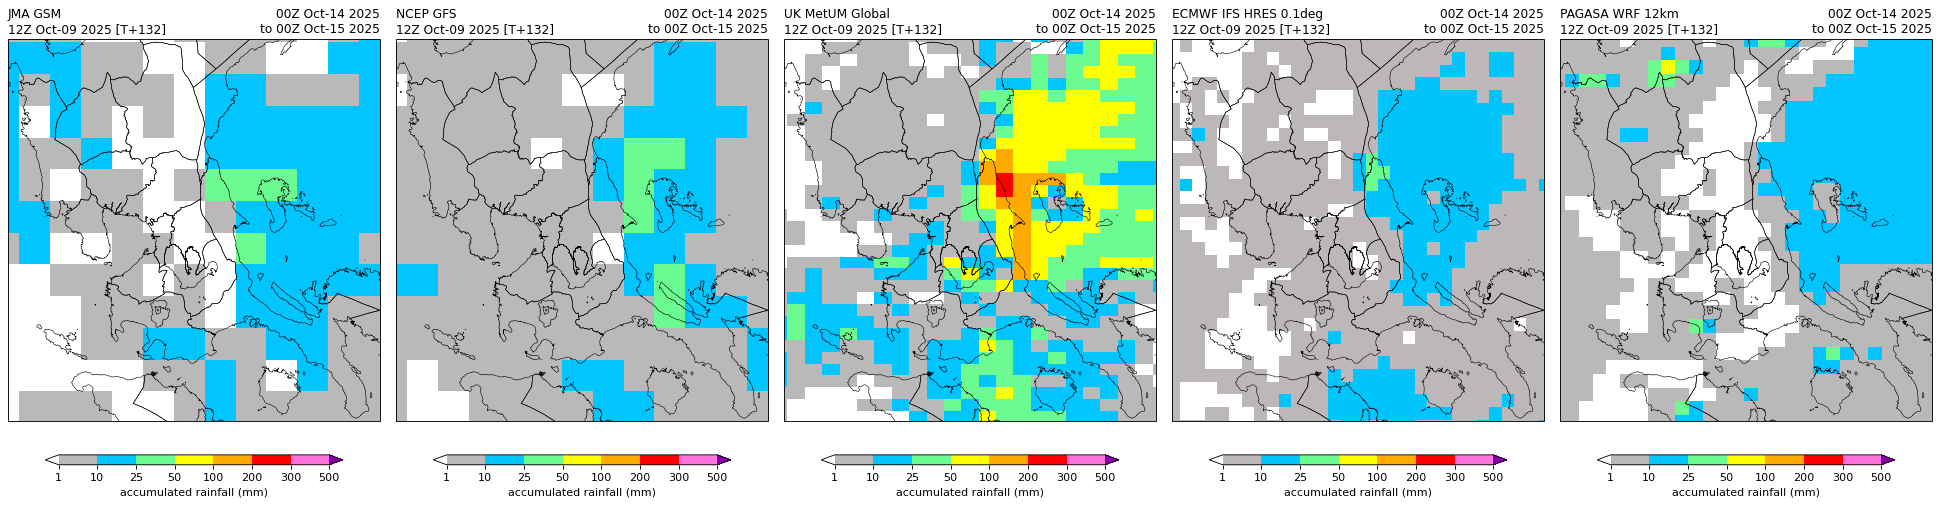 JMA GSM 00Z Oct-14 2025
12Z Oct-09 2025 [T+132] to 00Z Oct-15 2025
1 10 25 50 100 200 300 500
accumulated rainfall (mm)
NCEP GFS 00Z Oct-14 2025
12Z Oct-09 2025 [T+132] to 00Z Oct-15 2025
1 10 25 50 100 200 300 500
accumulated rainfall (mm)
UK MetUM Global 00Z Oct-14 2025
12Z Oct-09 2025 [T+132] to 00Z Oct-15 2025
1 10 25 50 100 200 300 500
accumulated rainfall (mm)
ECMWF IFS HRES 0.1deg 00Z Oct-14 2025
12Z Oct-09 2025 [T+132] to 00Z Oct-15 2025
1 10 25 50 100 200 300 500
accumulated rainfall (mm)
PAGASA WRF 12km 00Z Oct-14 2025
12Z Oct-09 2025 [T+132] to 00Z Oct-15 2025
1 10 25 50 100 200 300 500
accumulated rainfall (mm)